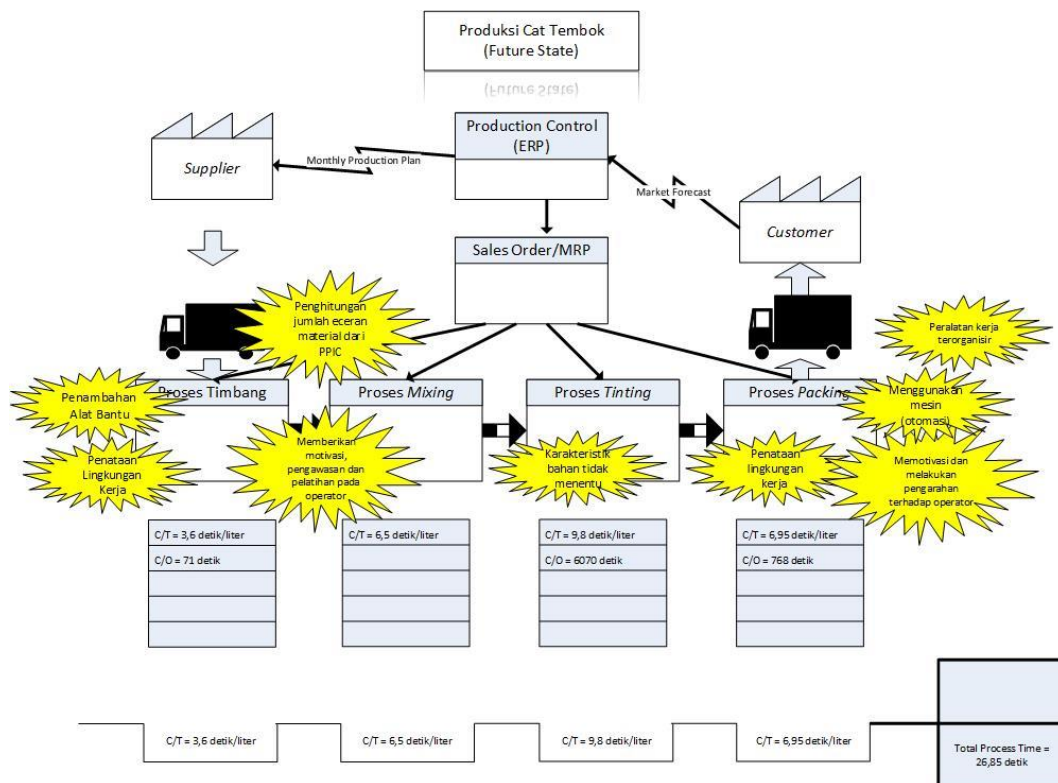 Produksi Cat Tembok
(Future State)
(Future State)
Production Control
(ERP)
Supplier
Monthly Production Plan
Market Forecast
Customer
Sales Order/MRP
Penghitungan
jumlah eceran
material dari
PPIC
Peralatan kerja
terorganisir
Proses Timbang
Proses Mixing
Proses Tinting
Proses Packing
Penambahan
Alat Bantu
Menggunakan
mesin
(otomasi)
Penataan
Lingkungan
Kerja
Memberikan
motivasi,
pengawasan dan
pelatihan pada
operator
Karakteristik
bahan tidak
menentu
Penataan
lingkungan
kerja
Memotivasi dan
melakukan
pengarahan
terhadap operator
C/T = 3,6 detik/liter
C/O = 71 detik
C/T = 6,5 detik/liter
C/T = 9,8 detik/liter
C/O = 6070 detik
C/T = 6,95 detik/liter
C/O = 768 detik
C/T = 3,6 detik/liter
C/T = 6,5 detik/liter
C/T = 9,8 detik/liter
C/T = 6,95 detik/liter
Total Process Time =
26,85 detik